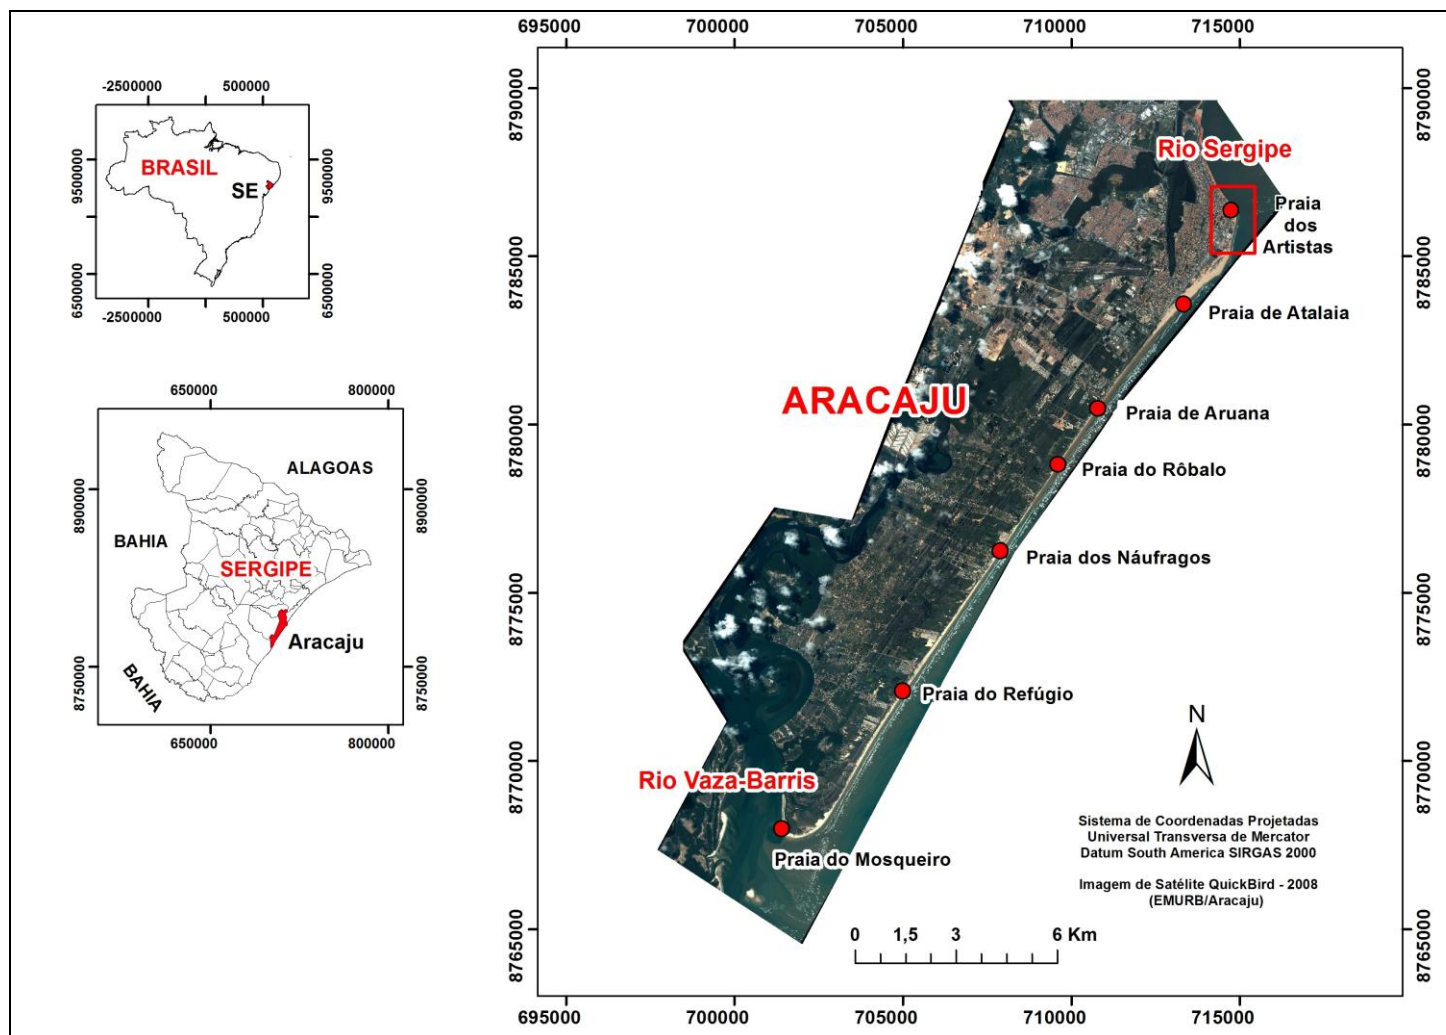 -2500000
500000
9500000
9500000
BRASIL
SE
6500000
6500000
-2500000
500000
650000
800000
ALAGOAS
8900000
8900000
BAHIA
SERGIPE
Aracaju
8750000
8750000
BAHIA
650000
800000
695000
700000
705000
710000
715000
8790000
8790000
Rio Sergipe
Praia
dos
Artistas
8785000
8785000
Praia de Atalaia
ARACAJU
Praia de Aruana
8780000
8780000
Praia do Rôbalo
Praia dos Náufragos
8775000
8775000
Praia do Refúgio
N
8770000
8770000
Rio Vaza-Barris
Praia do Mosqueiro
Sistema de Coordenadas Projetadas
Universal Transversa de Mercator
Datum South America SIRGAS 2000
Imagem de Satélite QuickBird - 2008
(EMURB/Aracaju)
0 1,5 3 6 Km
8765000
8765000
695000
700000
705000
710000
715000